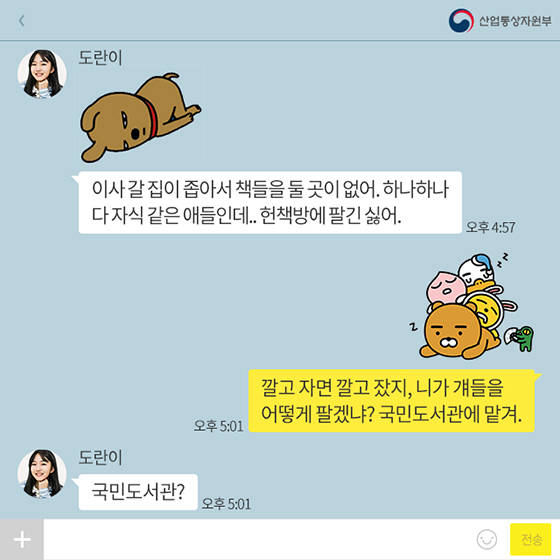 산업통상자원부
도란이
이사 갈 집이 좁아서 책들을 둘 곳이 없어. 하나하나
다 자식 같은 애들인데.. 헌책방에 팔긴 싫어.
오후 4:57
z z z
z z
깔고 자면 깔고 잤지, 니가 걔들을
어떻게 팔겠냐? 국민도서관에 맡겨.
오후 5:01
도란이
국민도서관?
오후 5:01
전송